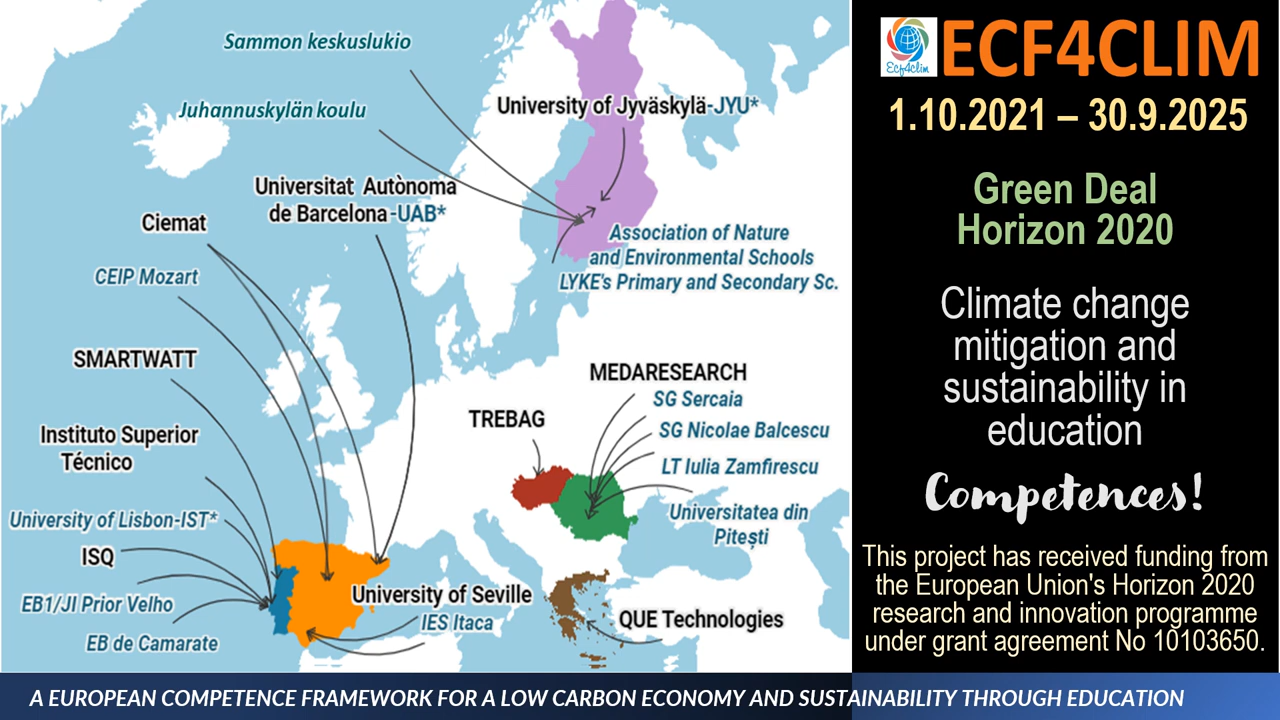 Sammon keskuslukio
Juhannuskylän koulu
University of Jyväskylä-JYU*
Universitat Autònoma
de Barcelona-UAB*
Ciemat
CEIP Mozart
Association of Nature
and Environmental Schools
LYKE's Primary and Secondary Sc.
SMARTWATT
MEDARESEARCH
SG Sercaia
TREBAG
SG Nicolae Balcescu
Instituto Superior
Técnico
LT Iulia Zamfirescu
University of Lisbon-IST*
Universitatea din
Pitești
ISQ
University of Seville
EB1/JI Prior Velho
IES Itaca
QUE Technologies
EB de Camarate
Ecf4clim
ECF4CLIM
1.10.2021 – 30.9.2025
Green Deal
Horizon 2020
Climate change
mitigation and
sustainability in
education
Competences!
This project has received funding from
the European Union's Horizon 2020
research and innovation programme
under grant agreement No 10103650.
A EUROPEAN COMPETENCE FRAMEWORK FOR A LOW CARBON ECONOMY AND SUSTAINABILITY THROUGH EDUCATION